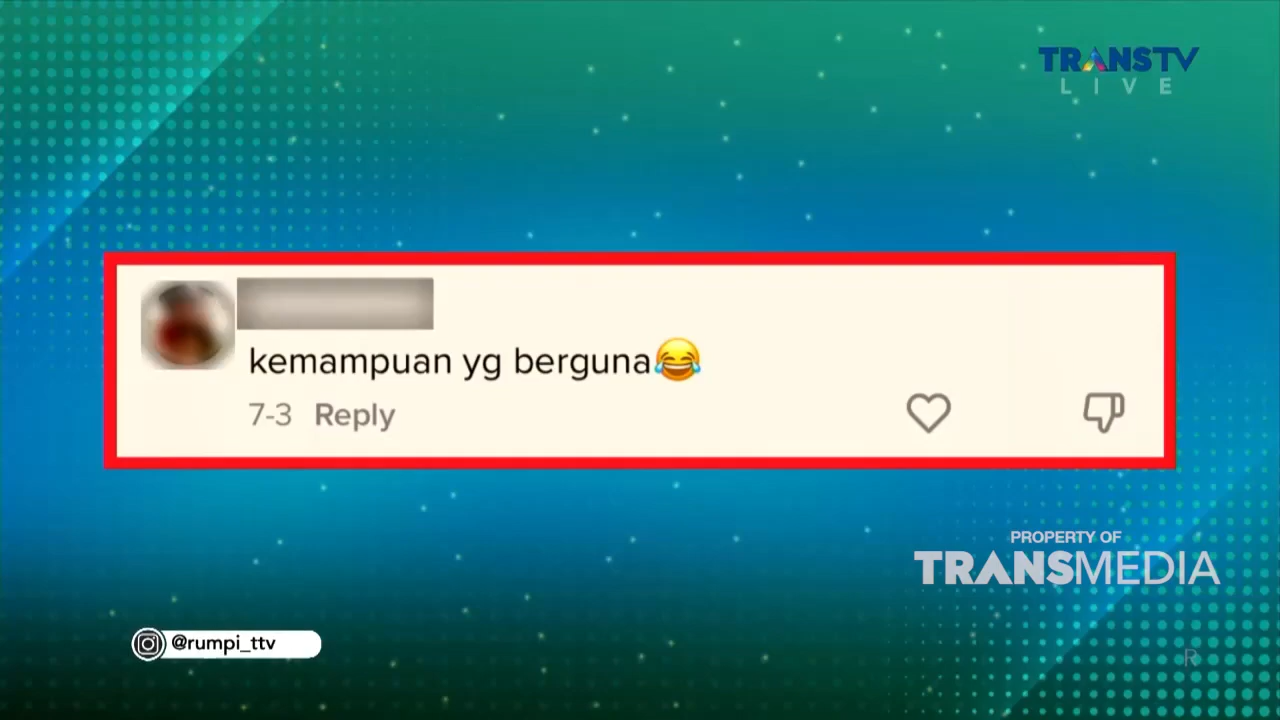 TRANSTV
LIVE
kemampuan yg berguna😂
7-3 Reply
PROPERTY OF
TRANSMEDIA
@rumpi_ttv
R